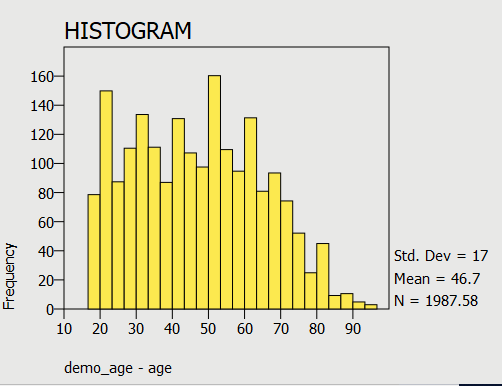 HISTOGRAM
160
140
120
100
80
60
40
20
0
Frequency
10 20 30 40 50 60 70 80 90
demo_age - age
Std. Dev = 17
Mean = 46.7
N = 1987.58